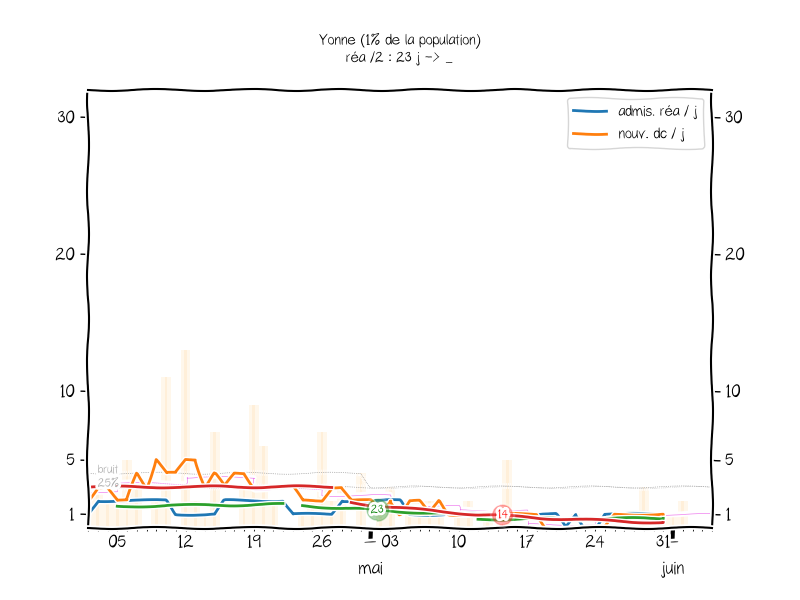 Yonne (1% de la population)
réa /2 : 23 j -> _
admis. réa / j
nouv. dc / j
30
30
20
20
10
10
5
5
1
1
bruit
25%
23
14
05 12 19 26 03 10 17 24 31
mai juin